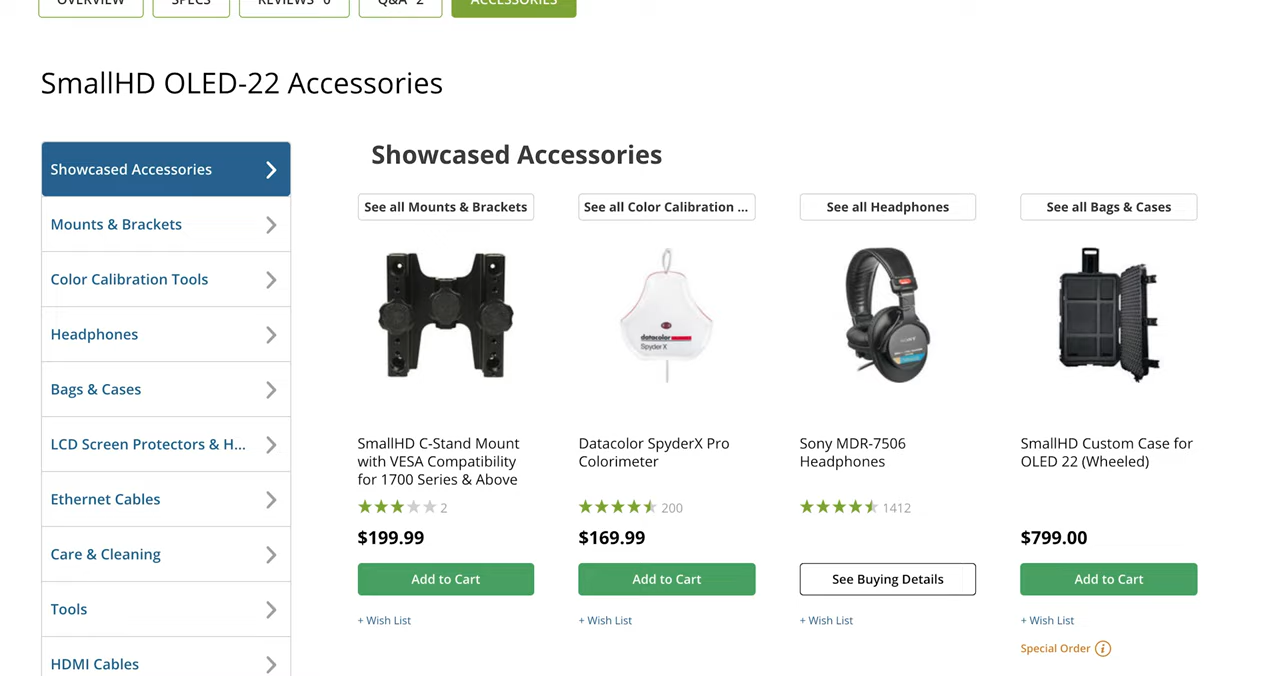 OVERVIEW
SPECS
REVIEWS 6
Q&A 2
ACCESSORIES
SmallHD OLED-22 Accessories
Showcased Accessories
Mounts & Brackets
Color Calibration Tools
Headphones
Bags & Cases
LCD Screen Protectors & H...
Ethernet Cables
Care & Cleaning
Tools
HDMI Cables
Showcased Accessories
See all Mounts & Brackets
SmallHD C-Stand Mount
with VESA Compatibility
for 1700 Series & Above
2
$199.99
Add to Cart
+ Wish List
See all Color Calibration ...
datacolor
Spyder X
Datacolor SpyderX Pro
Colorimeter
200
$169.99
Add to Cart
+ Wish List
See all Headphones
SONY
Sony MDR-7506
Headphones
1412
See Buying Details
+ Wish List
See all Bags & Cases
SmallHD Custom Case for
OLED 22 (Wheeled)
$799.00
Add to Cart
+ Wish List
Special Order